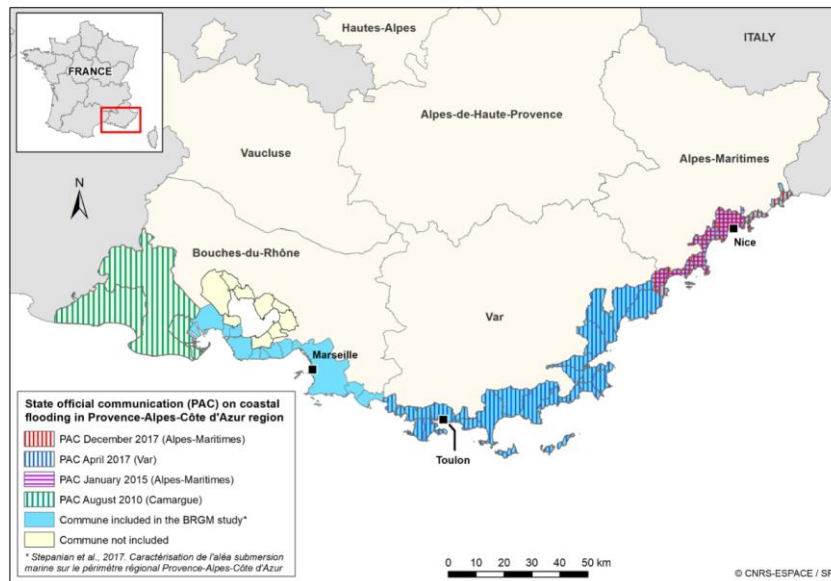 Hautes-Alpes
ITALY
FRANCE
Alpes-de-Haute-Provence
Vaucluse
Alpes-Maritimes
N
Nice
Bouches-du-Rhône
Var
Marseille
Toulon
State official communication (PAC) on coastal
flooding in Provence-Alpes-Côte d'Azur region
PAC December 2017 (Alpes-Maritimes)
PAC April 2017 (Var)
PAC January 2015 (Alpes-Maritimes)
PAC August 2010 (Camargue)
Commune included in the BRGM study*
Commune not included
* Stepanian et al., 2017. Caractérisation de l'aléa submersion
marine sur le périmètre régional Provence-Alpes-Côte d'Azur
0 10 20 30 40 50 km
© CNRS-ESPACE /